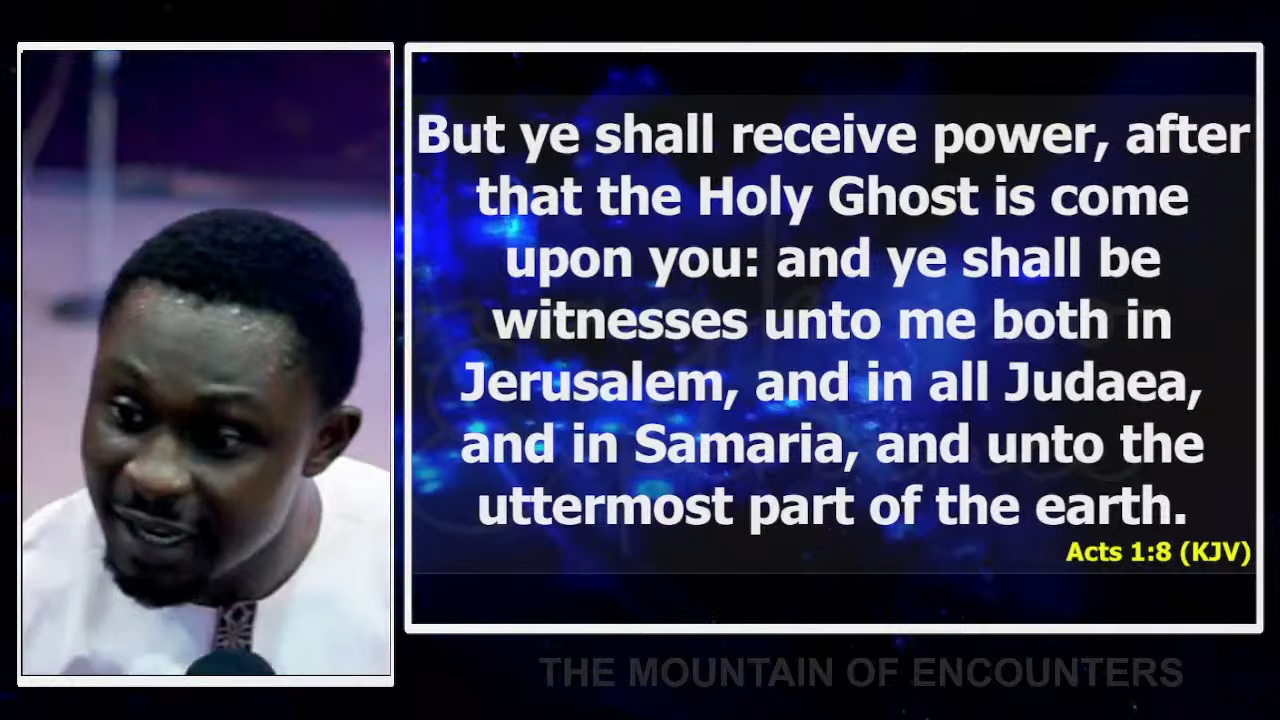 But ye shall receive power, after
that the Holy Ghost is come
upon you: and ye shall be
witnesses unto me both in
Jerusalem, and in all Judaea,
and in Samaria, and unto the
uttermost part of the earth.
Acts 1:8 (KJV)
THE MOUNTAIN OF ENCOUNTERS